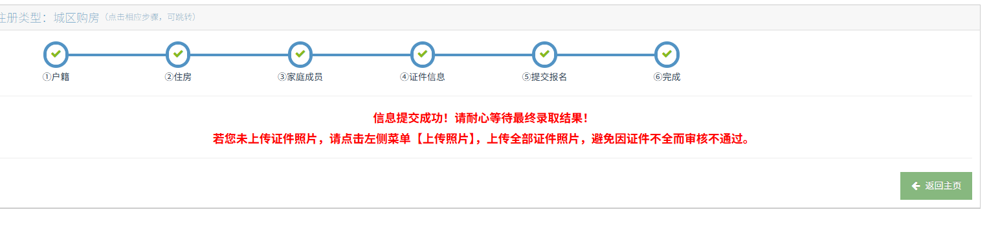 注册类型：城区购房（点击相应步骤，可跳转）
①户籍 ②住房 ③家庭成员 ④证件信息 ⑤提交报名 ⑥完成
信息提交成功！请耐心等待最终录取结果！
若您未上传证件照片，请点击左侧菜单【上传照片】，上传全部证件照片，避免因证件不全而审核不通过。
返回主页